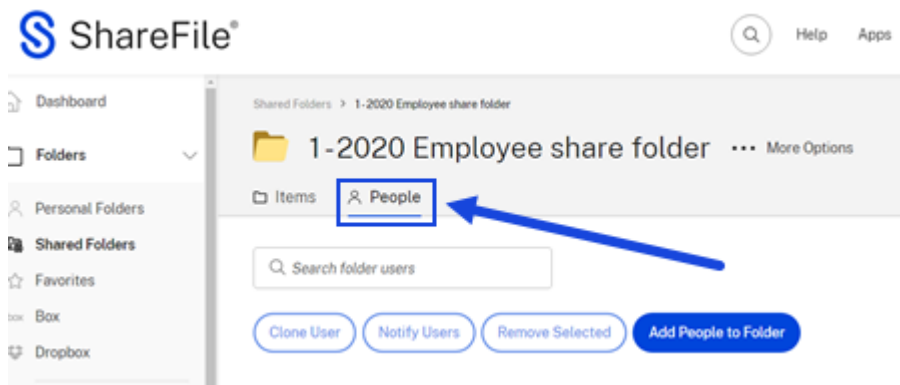 ShareFile®
Help Apps
Dashboard
Folders
Personal Folders
Shared Folders
Favorites
box Box
Dropbox
Shared Folders > 1-2020 Employee share folder
1-2020 Employee share folder ••• More Options
Items People
Search folder users
Clone User Notify Users Remove Selected Add People to Folder